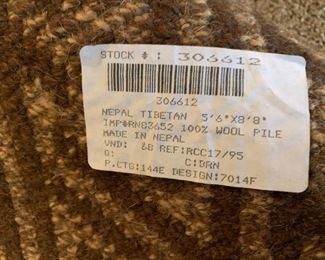 STOCK #: 306612
306612
NEPAL TIBETAN 5'6"X8'8"
IMP#RN83652 100% WOOL PILE
MADE IN NEPAL
VND: LB REF:RCC17/95
Q: C:BRN
P.CTG:144E DESIGN:7014F